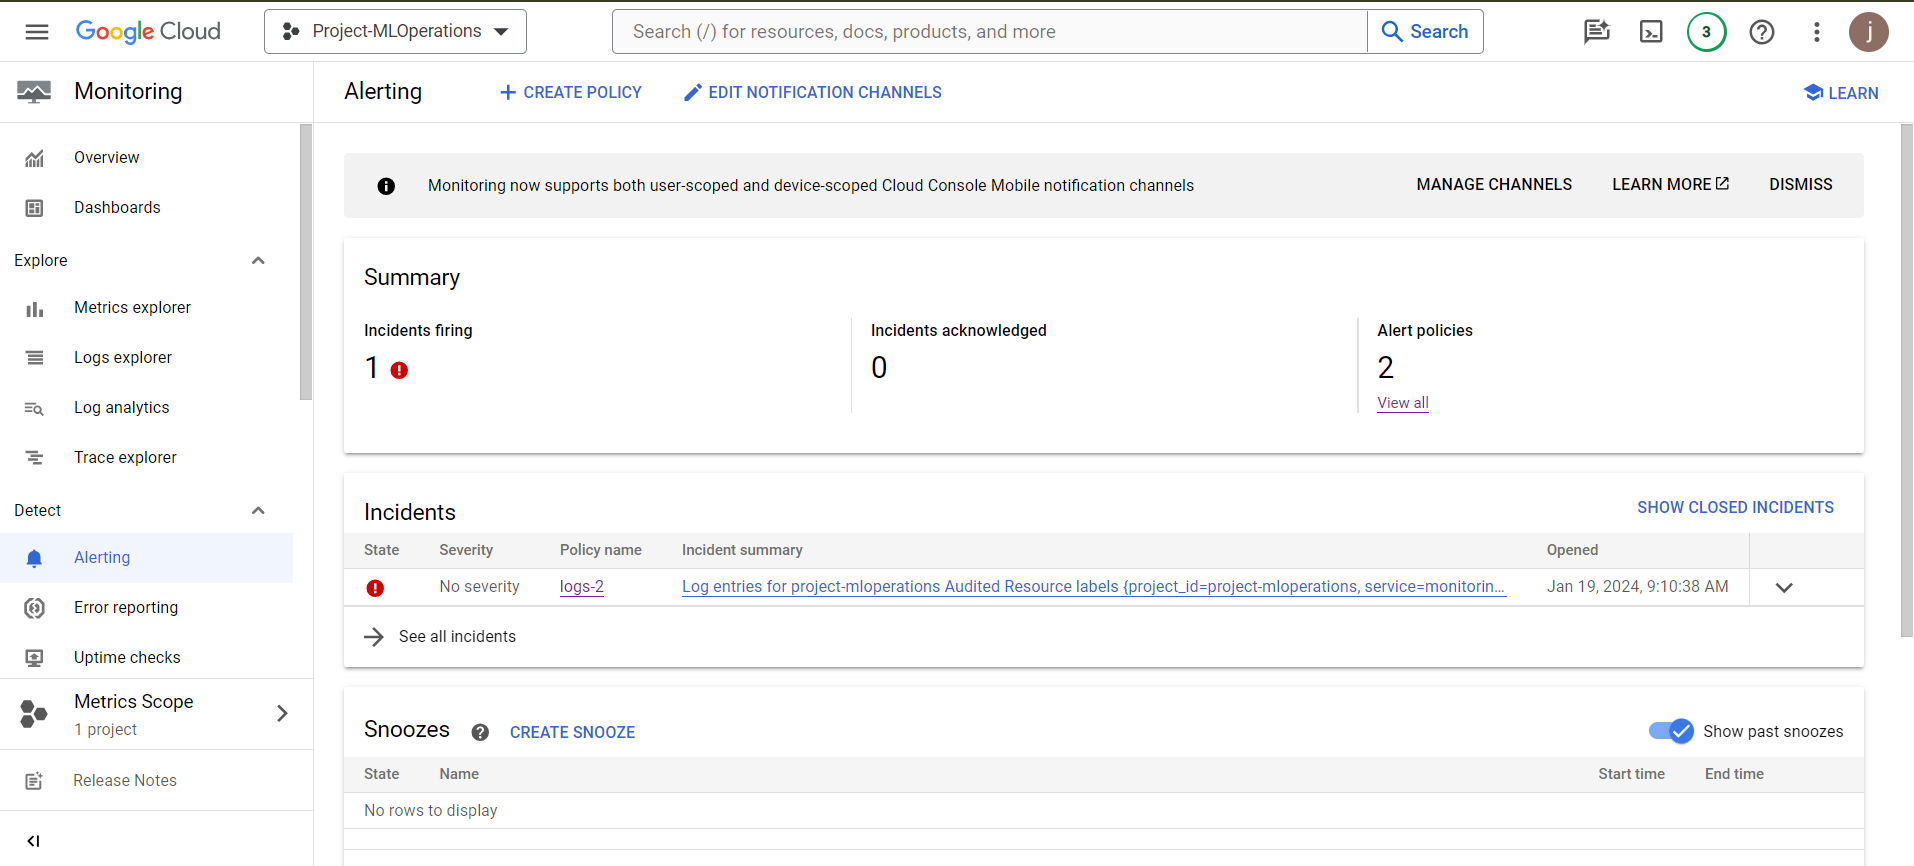 Google Cloud
Project-MLOperations
Search (/) for resources, docs, products, and more
Search
3
j
Monitoring
Alerting
CREATE POLICY
EDIT NOTIFICATION CHANNELS
LEARN
Overview
Dashboards
Explore
Metrics explorer
Logs explorer
Log analytics
Trace explorer
Detect
Alerting
Error reporting
Uptime checks
Metrics Scope
1 project
Release Notes
Monitoring now supports both user-scoped and device-scoped Cloud Console Mobile notification channels
MANAGE CHANNELS
LEARN MORE
DISMISS
Summary
Incidents firing
1
Incidents acknowledged
0
Alert policies
2
View all
Incidents
SHOW CLOSED INCIDENTS
State Severity Policy name Incident summary Opened
No severity logs-2 Log entries for project-mloperations Audited Resource labels {project_id=project-mloperations, service=monitorin... Jan 19, 2024, 9:10:38 AM
See all incidents
Snoozes
CREATE SNOOZE
Show past snoozes
State Name Start time End time
No rows to display